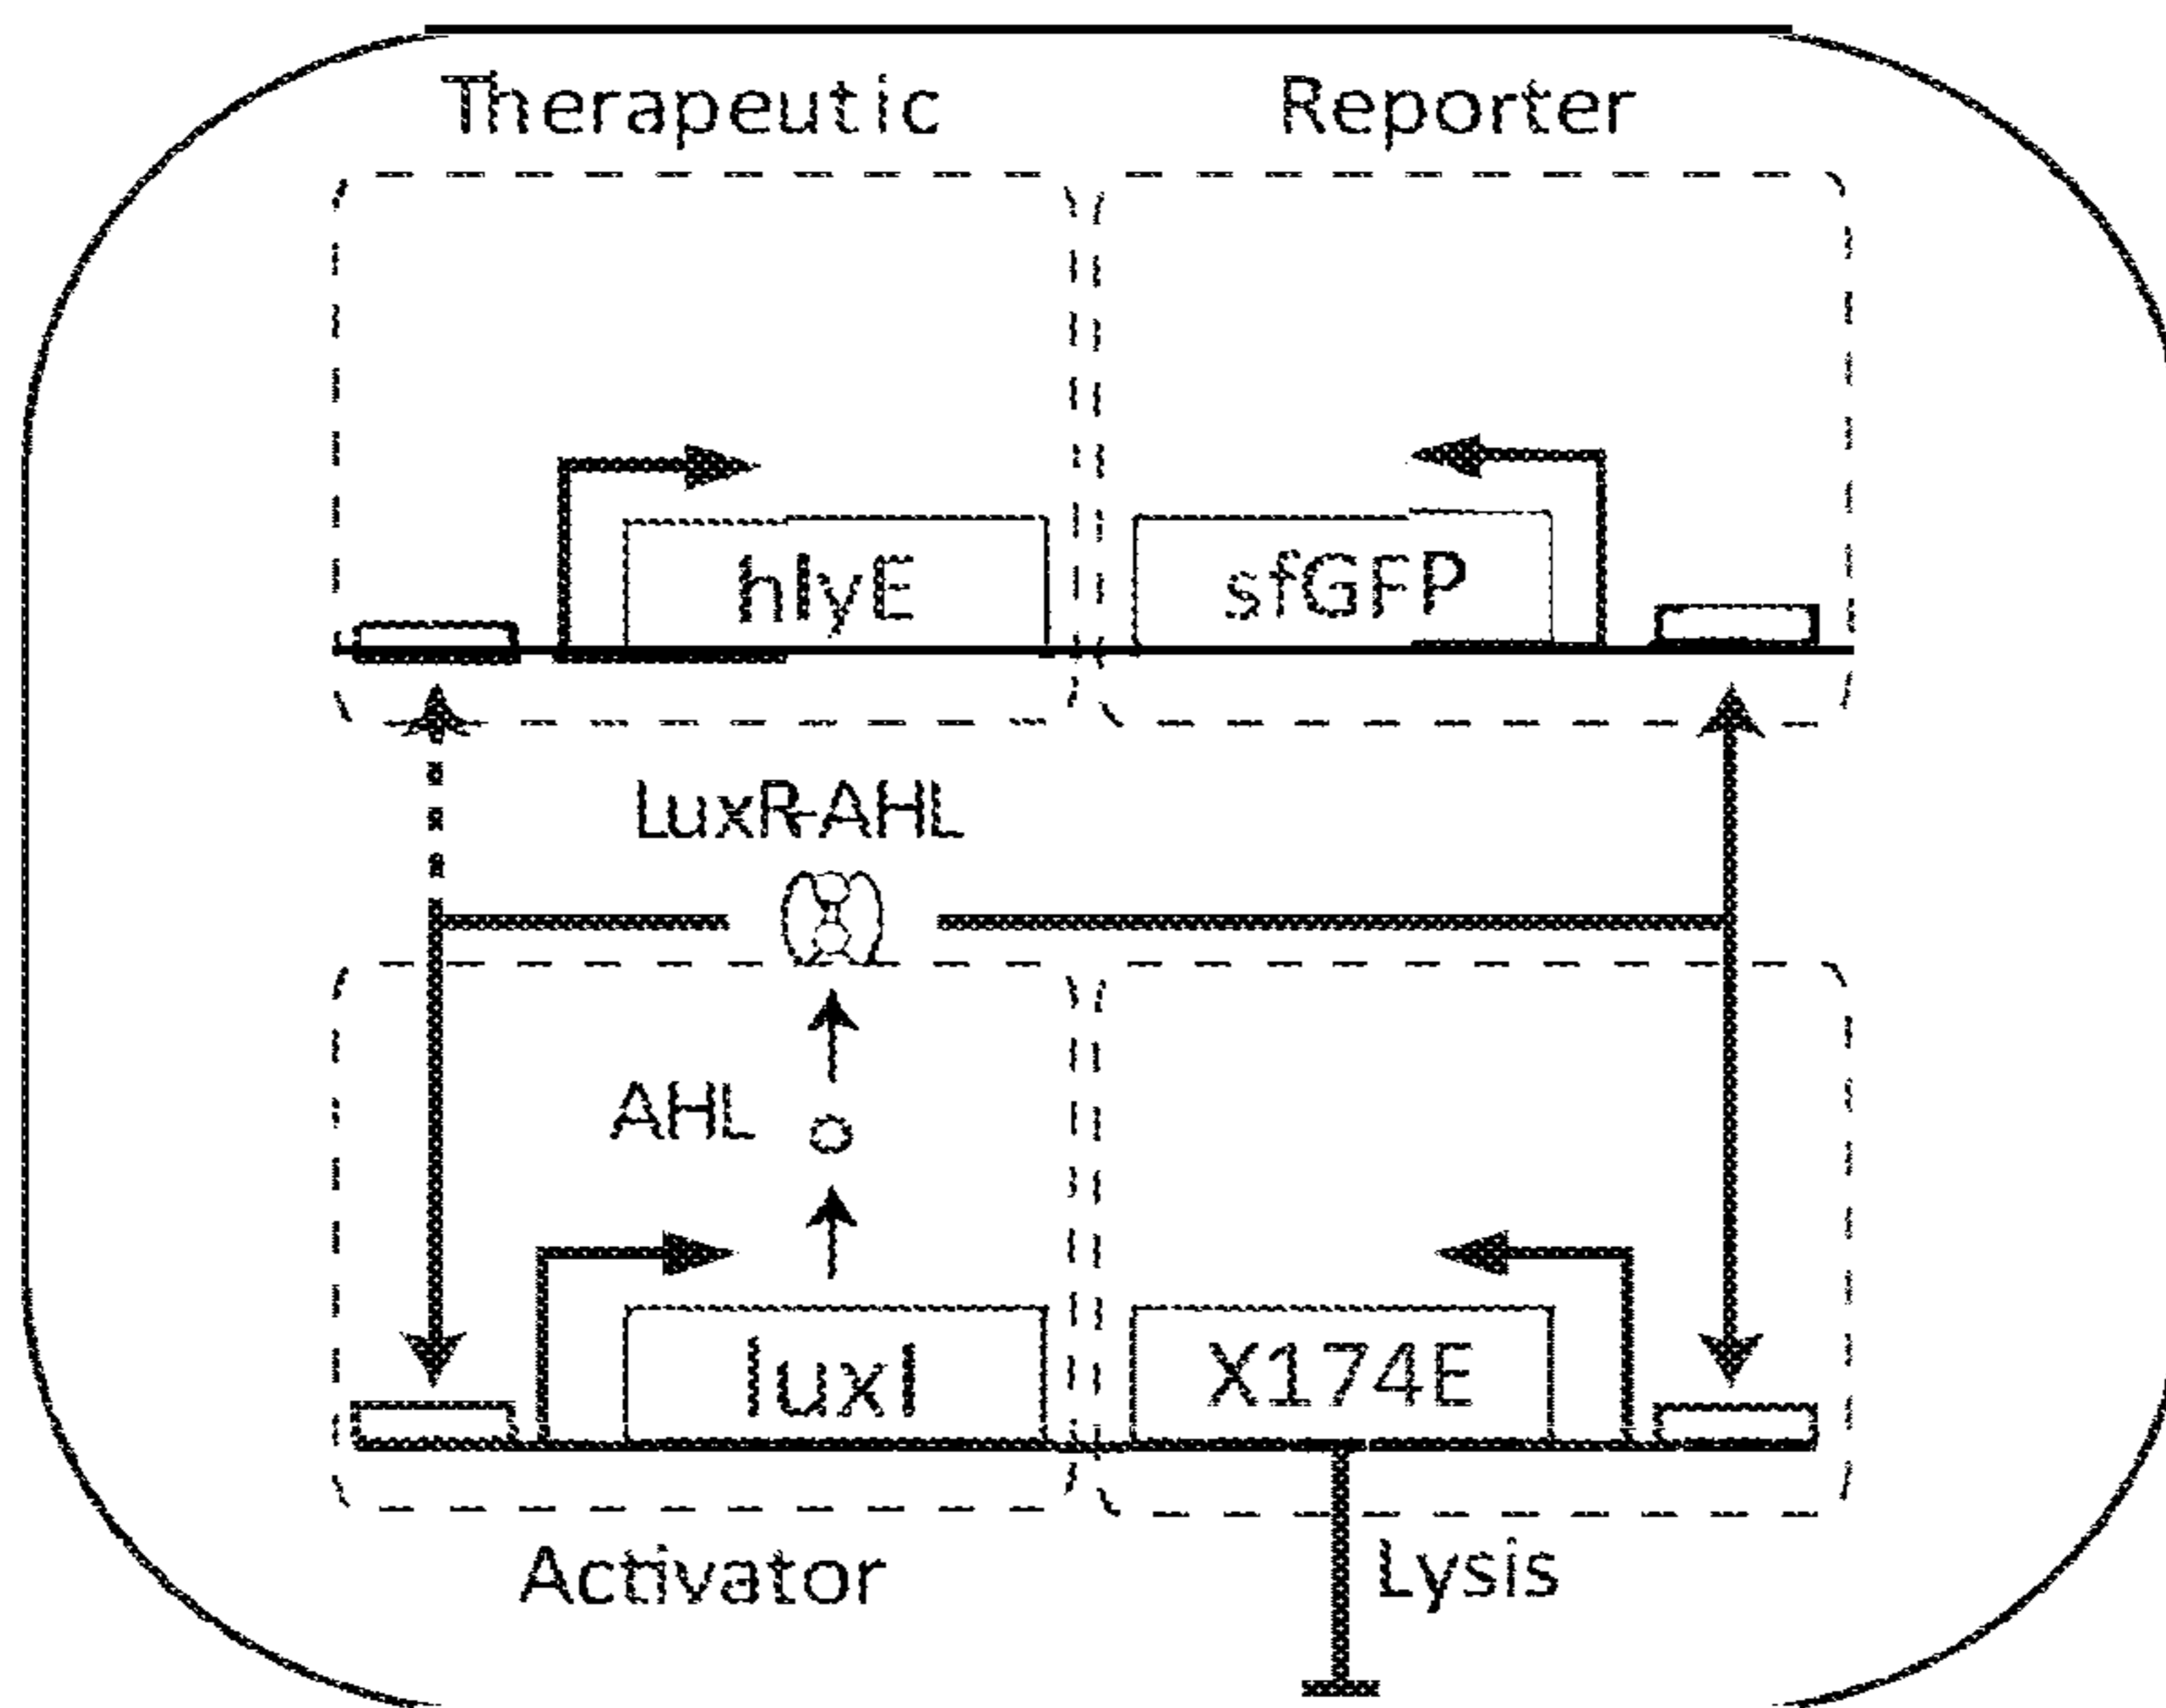 Therapeutic
Reporter
hlyE
sfGFP
LuxR-AHL
AHL
luxI
X174E
Activator
Lysis